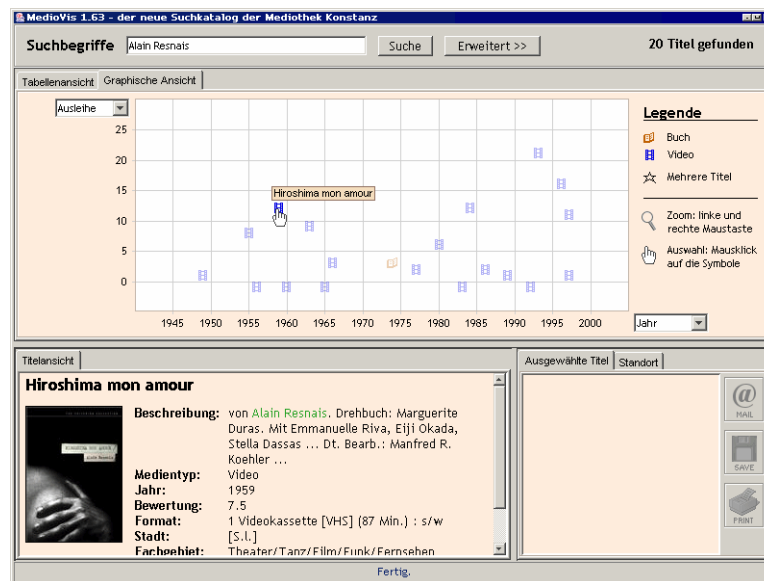 MedioVis 1.63 - der neue Suchkatalog der Mediothek Konstanz
Suchbegriffe
Alain Resnais
Suche
Erweitert >>
20 Titel gefunden
Tabellenansicht
Graphische Ansicht
Ausleihe
25
20
15
10
5
0
Hiroshima mon amour
1945 1950 1955 1960 1965 1970 1975 1980 1985 1990 1995 2000
Jahr
Legende
Buch
Video
Mehrere Titel
Zoom: linke und
rechte Maustaste
Auswahl: Mausklick
auf die Symbole
Titelansicht
Hiroshima mon amour
Beschreibung: von Alain Resnais. Drehbuch: Marguerite
Duras. Mit Emmanuelle Riva, Eiji Okada,
Stella Dassas ... Dt. Bearb.: Manfred R.
Koehler ...
Medientyp: Video
Jahr: 1959
Bewertung: 7.5
Format: 1 Videokassette [VHS] (87 Min.) : s/w
Stadt: [S.l.]
Fachgebiet: Theater/Tanz/Film/Funk/Fernsehen
Ausgewählte Titel
Standort
@
MAIL
SAVE
PRINT
Fertig.